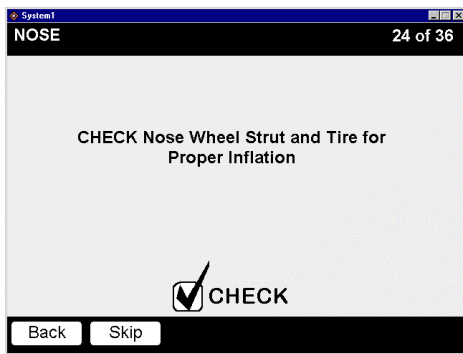 System1
NOSE
24 of 36
CHECK Nose Wheel Strut and Tire for
Proper Inflation
CHECK
Back
Skip